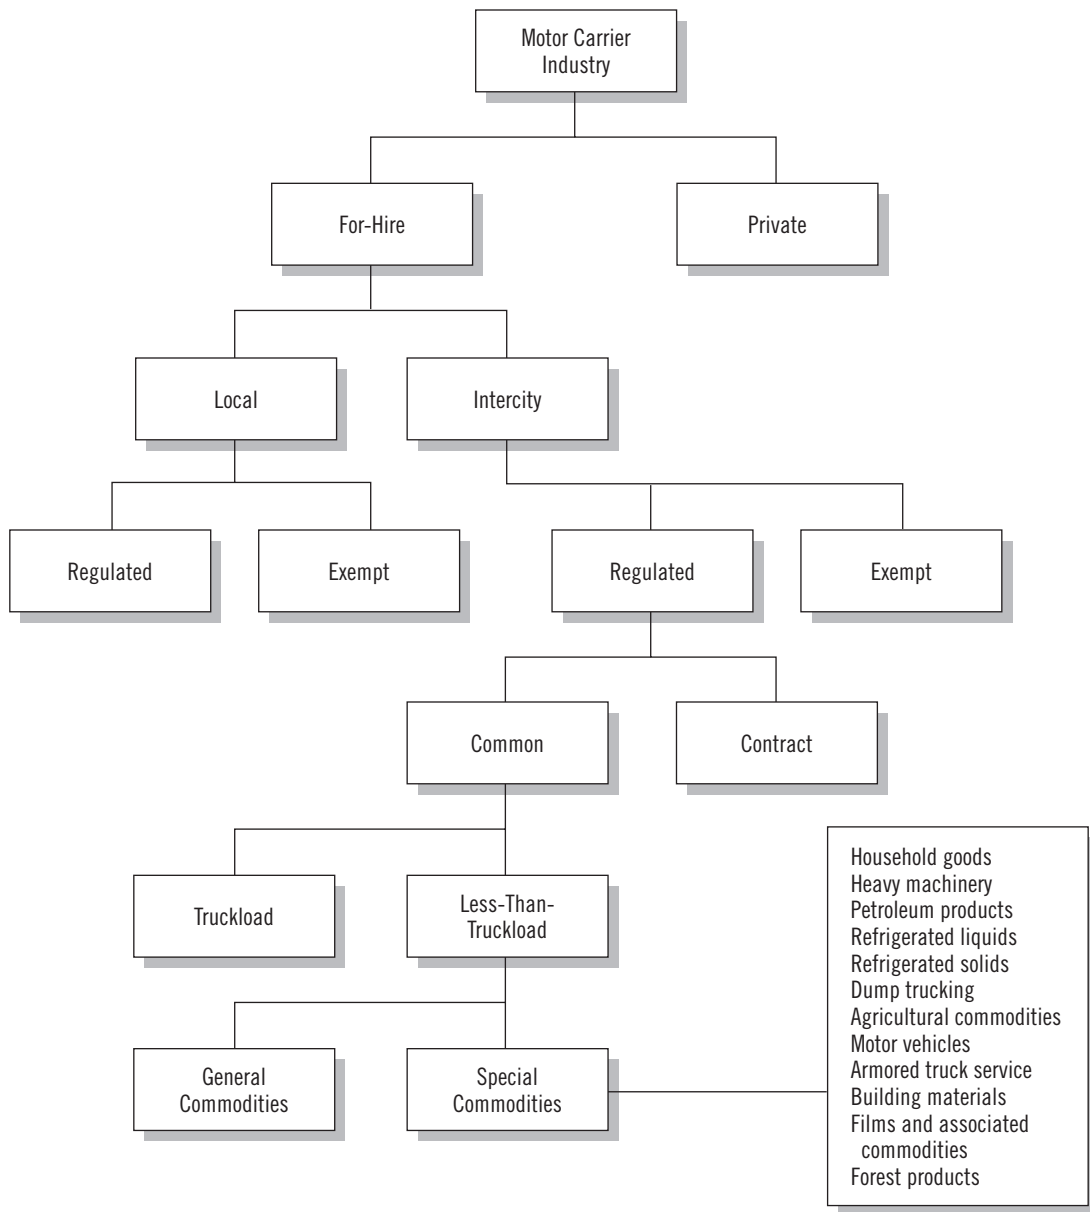 Motor Carrier
Industry
For-Hire
Private
Local
Intercity
Regulated
Exempt
Regulated
Exempt
Common
Contract
Truckload
Less-Than-
Truckload
General
Commodities
Special
Commodities
Household goods
Heavy machinery
Petroleum products
Refrigerated liquids
Refrigerated solids
Dump trucking
Agricultural commodities
Motor vehicles
Armored truck service
Building materials
Films and associated
commodities
Forest products